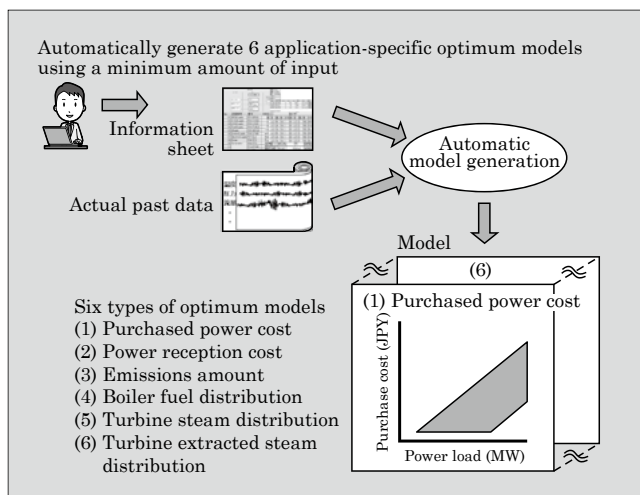 Automatically generate 6 application-specific optimum models
using a minimum amount of input
Information
sheet
Automatic
model generation
Actual past data
Model
(6)
(1) Purchased power cost
Purchase cost (JPY)
Power load (MW)
Six types of optimum models
(1) Purchased power cost
(2) Power reception cost
(3) Emissions amount
(4) Boiler fuel distribution
(5) Turbine steam distribution
(6) Turbine extracted steam
distribution